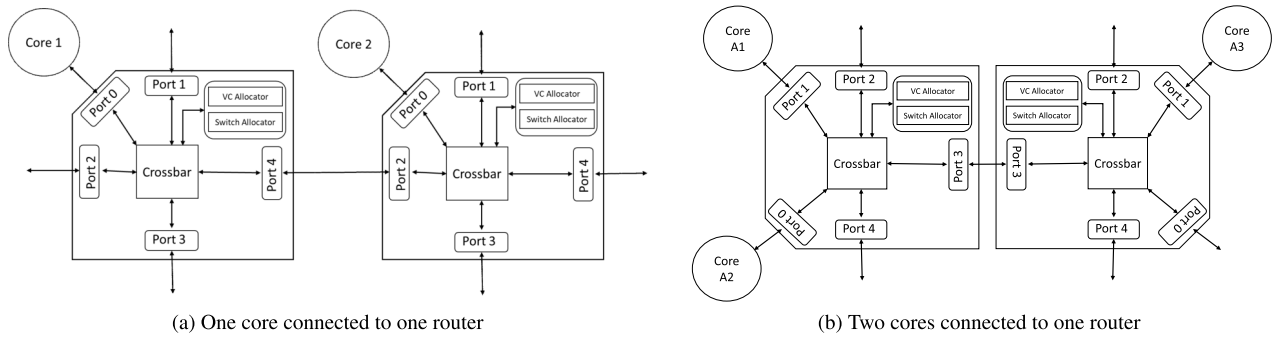 Core 1
Port 0
Port 1
VC Allocator
Switch Allocator
Port 2
Crossbar
Port 4
Port 3
Core 2
Port 0
Port 1
VC Allocator
Switch Allocator
Port 2
Crossbar
Port 4
Port 3
(a) One core connected to one router
Core
A1
Port 1
Port 2
VC Allocator
Switch Allocator
Crossbar
Port 3
Port 0
Port 4
Core
A2
Core
A3
VC Allocator
Switch Allocator
Port 2
Port 1
Port 3
Crossbar
Port 4
Port 0
(b) Two cores connected to one router